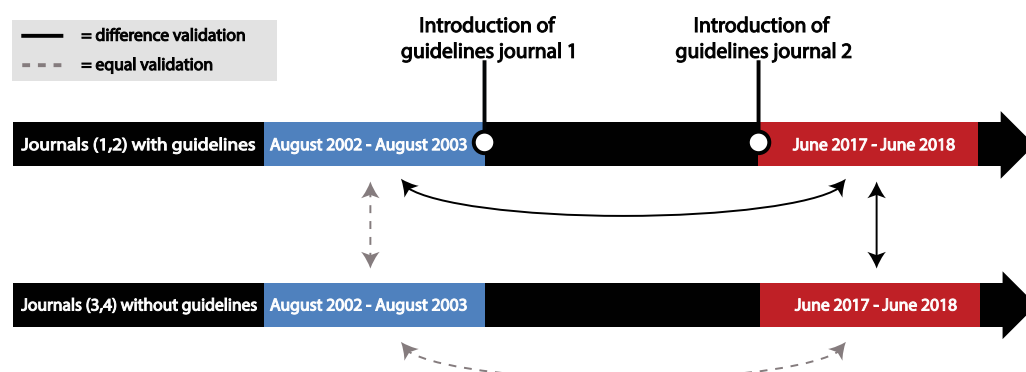 Introduction of
guidelines journal 1
Introduction of
guidelines journal 2
= difference validation
= equal validation
Journals (1,2) with guidelines
August 2002 - August 2003
June 2017 - June 2018
Journals (3,4) without guidelines
August 2002 - August 2003
June 2017 - June 2018